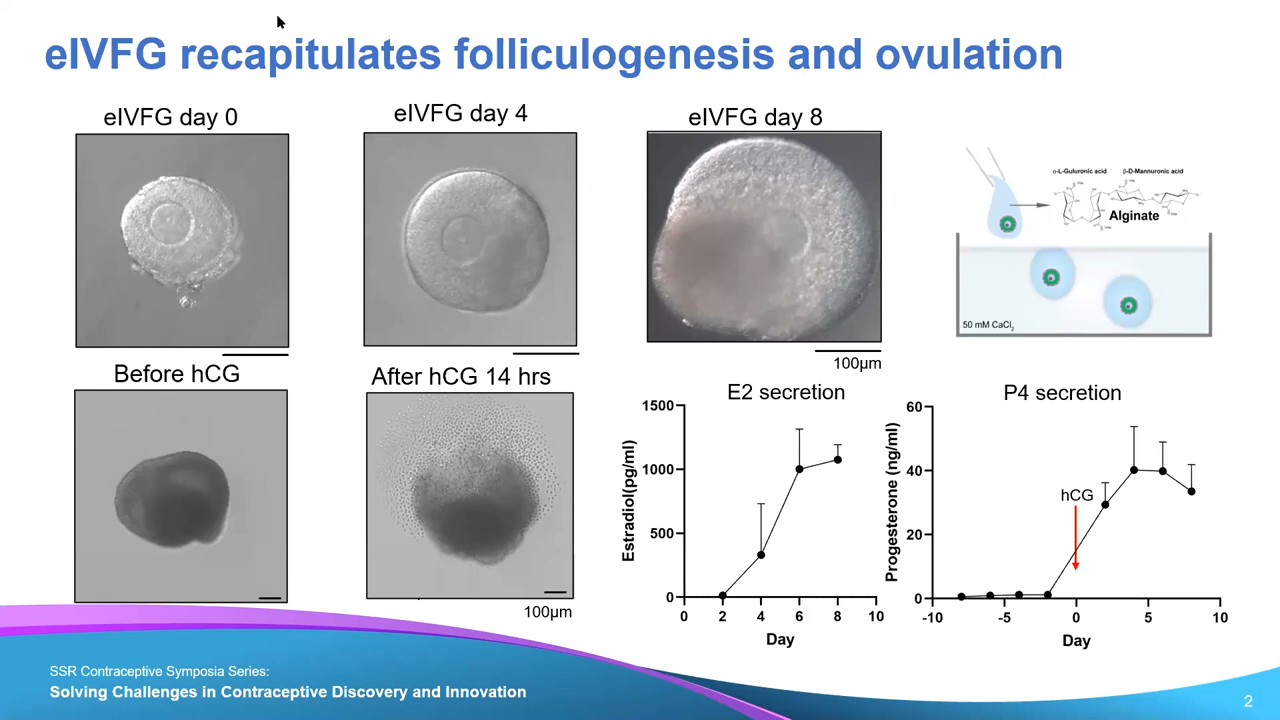 eIVFG recapitulates folliculogenesis and ovulation
eIVFG day 0
eIVFG day 4
eIVFG day 8
100µm
α-L-Guluronic acid
β-D-Mannuronic acid
Alginate
50 mM CaCl₂
Before hCG
After hCG 14 hrs
100µm
E2 secretion
Estradiol(pg/ml)
1500
1000
500
0
0 2 4 6 8 10
Day
P4 secretion
Progesterone (ng/ml)
60
40
20
0
hCG
-10 -5 0 5 10
Day
SSR Contraceptive Symposia Series:
Solving Challenges in Contraceptive Discovery and Innovation
2